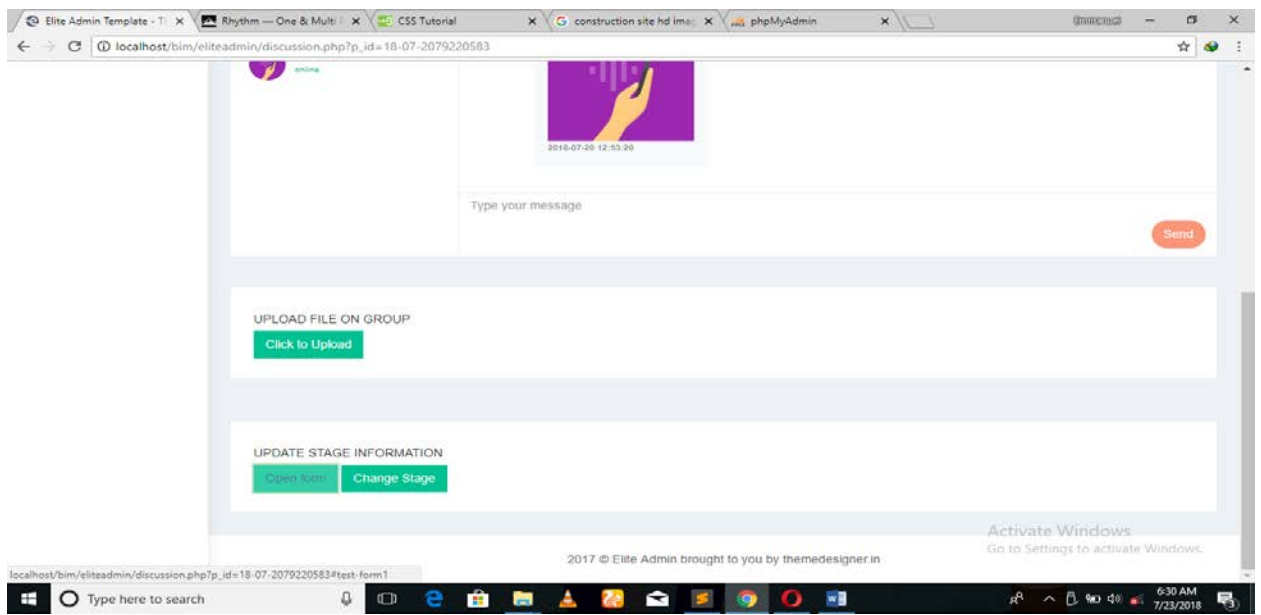 Elite Admin Template - Ti
Rhythm — One & Multi
CSS Tutorial
construction site hd imag
phpMyAdmin
localhost/bim/eliteadmin/discussion.php?p_id=18-07-2079220583
online
2018-07-20 12:53:20
Type your message
Send
UPLOAD FILE ON GROUP
Click to Upload
UPDATE STAGE INFORMATION
Open form
Change Stage
Activate Windows
Go to Settings to activate Windows.
2017 © Elite Admin brought to you by themedesigner.in
localhost/bim/eliteadmin/discussion.php?p_id=18-07-2079220583#test-form1
Type here to search
6:30 AM
7/23/2018